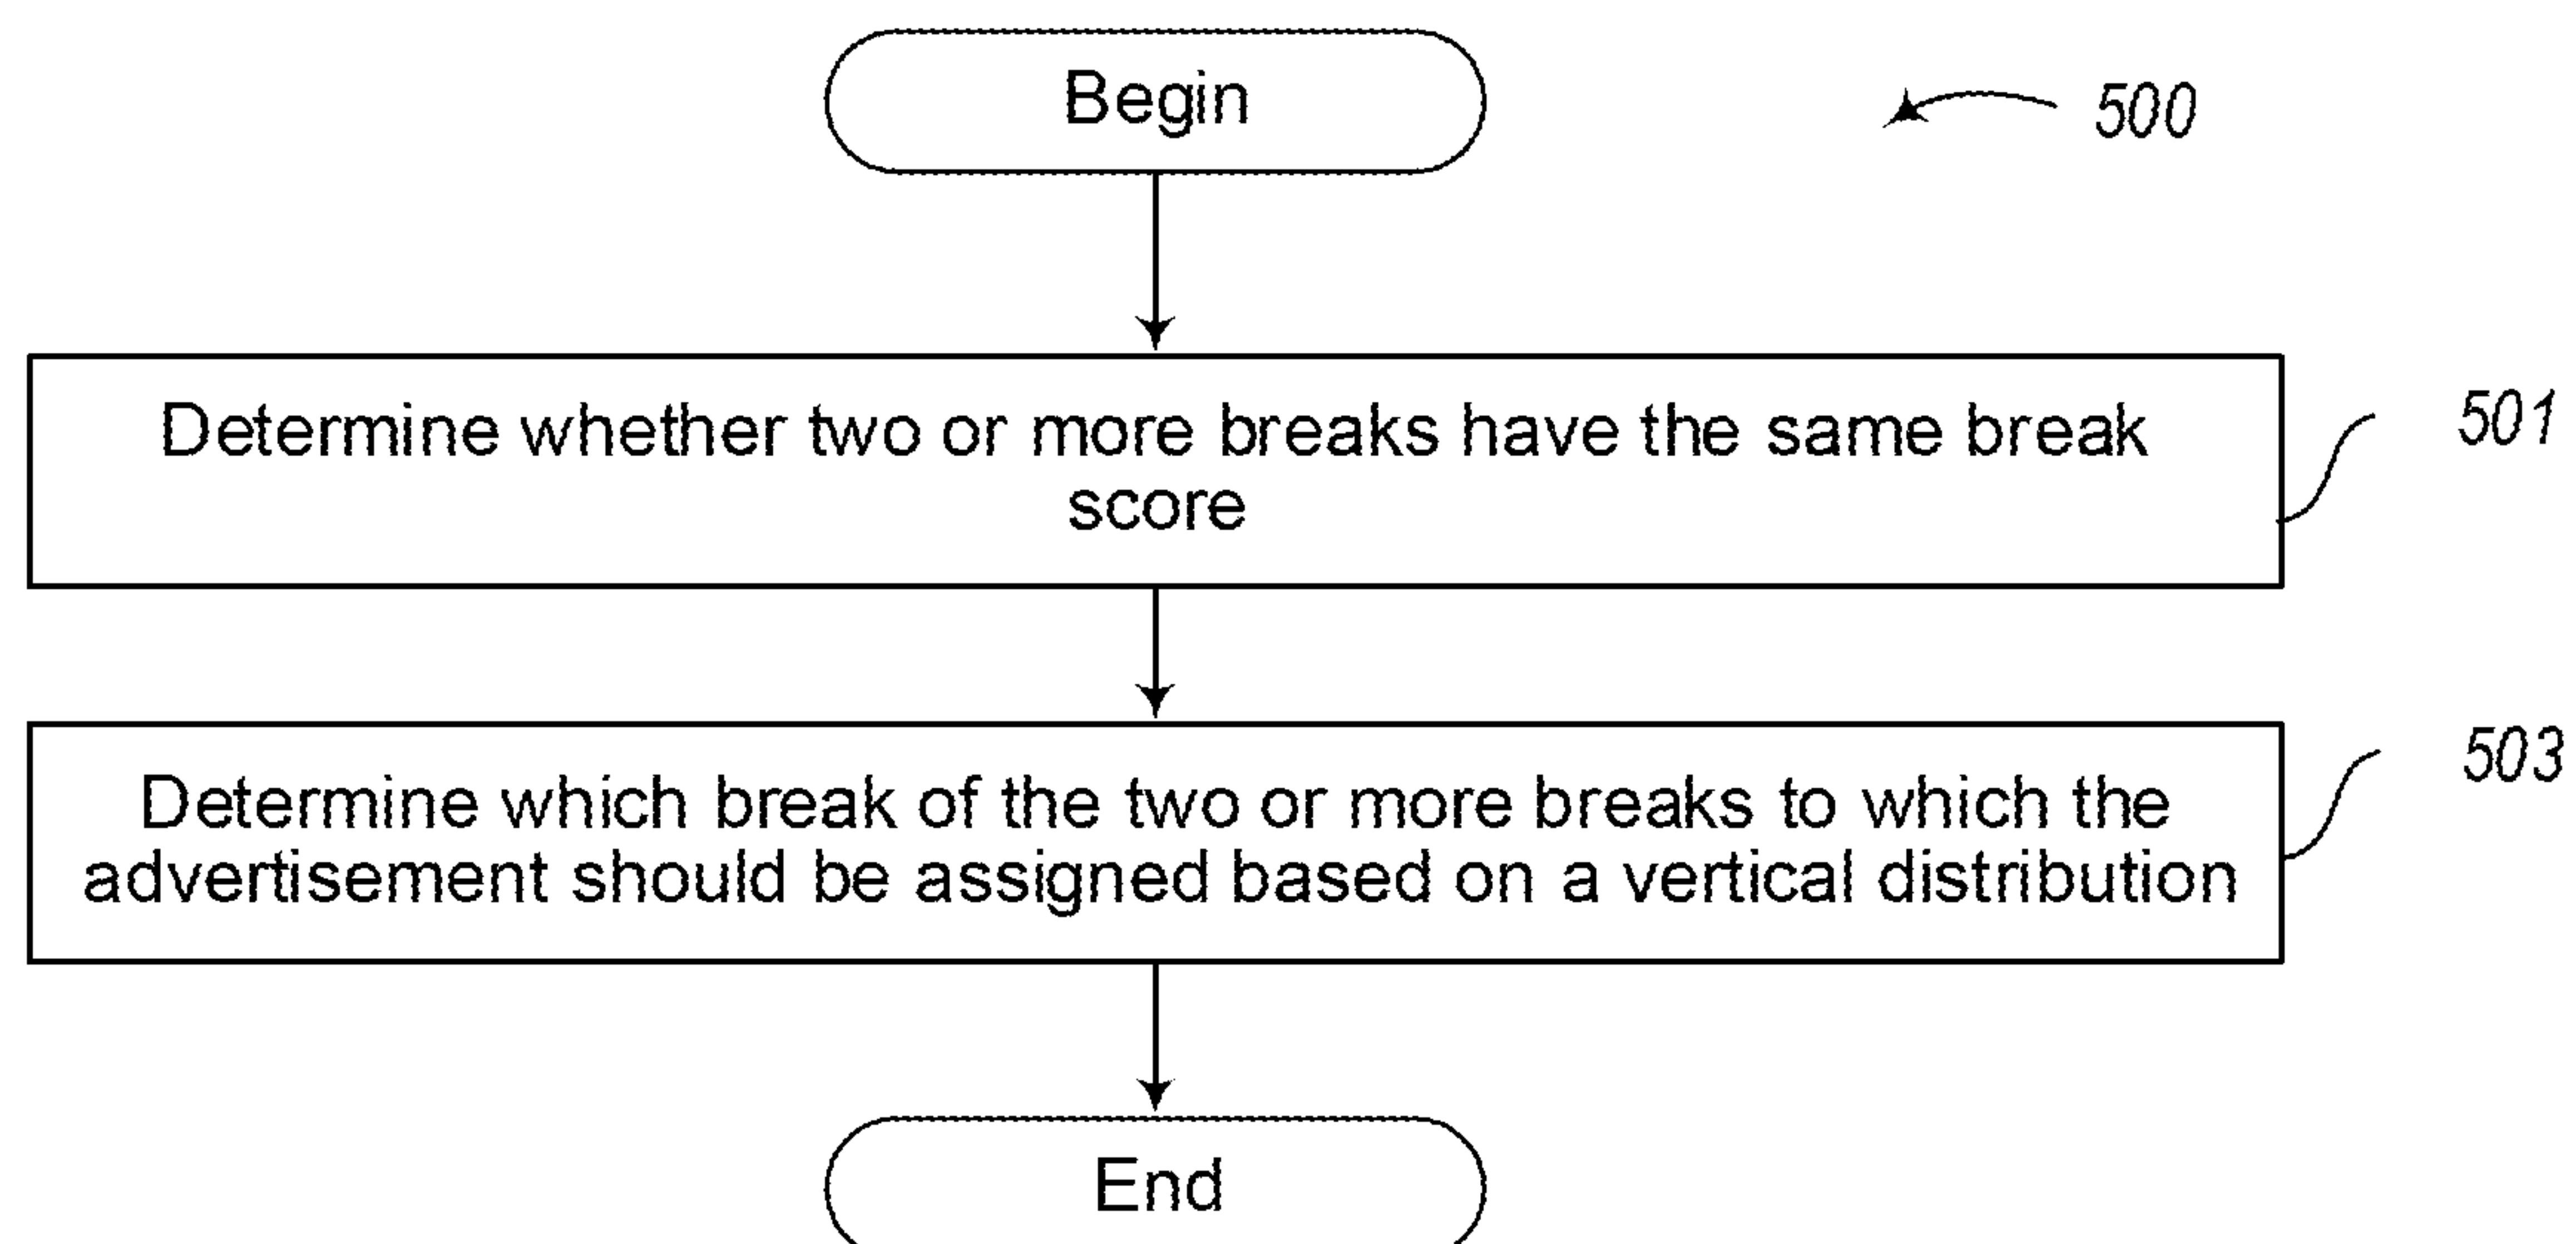 Begin
500
Determine whether two or more breaks have the same break
score
501
Determine which break of the two or more breaks to which the
advertisement should be assigned based on a vertical distribution
503
End